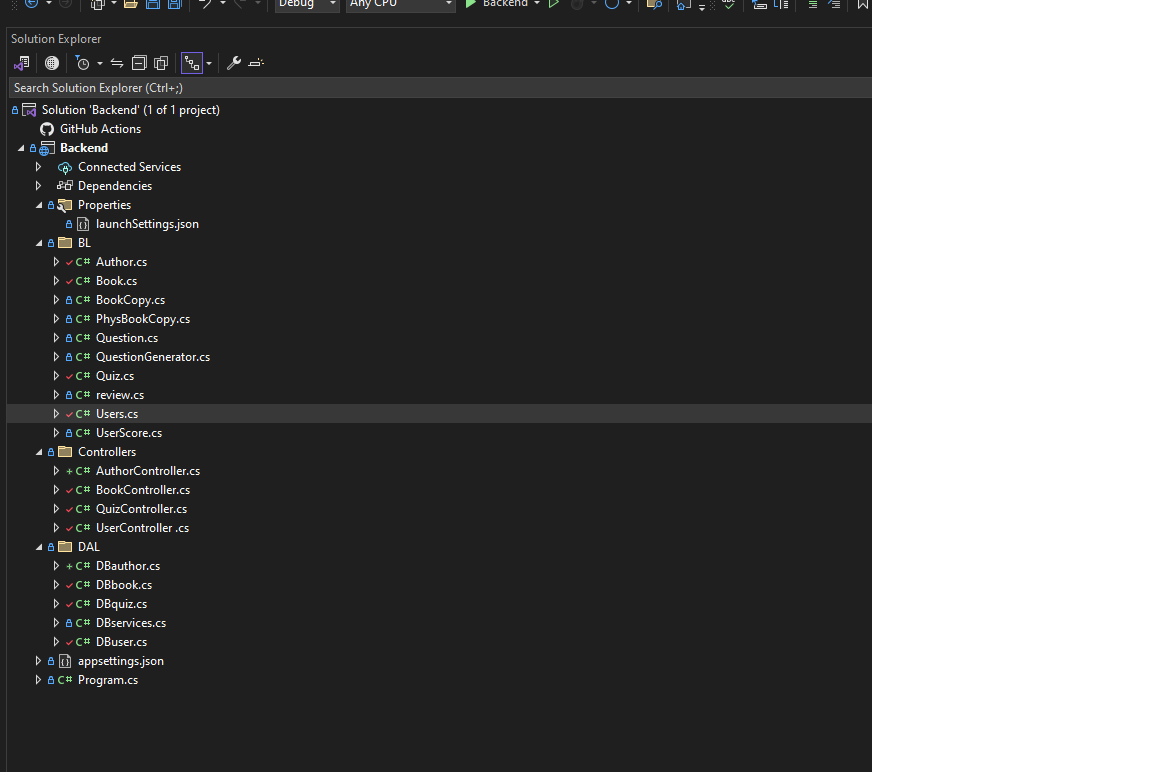 Debug Any CPU Backend
Solution Explorer
Search Solution Explorer (Ctrl+;)
Solution 'Backend' (1 of 1 project)
GitHub Actions
Backend
Connected Services
Dependencies
Properties
launchSettings.json
BL
C# Author.cs
C# Book.cs
C# BookCopy.cs
C# PhysBookCopy.cs
C# Question.cs
C# QuestionGenerator.cs
C# Quiz.cs
C# review.cs
C# Users.cs
C# UserScore.cs
Controllers
C# AuthorController.cs
C# BookController.cs
C# QuizController.cs
C# UserController .cs
DAL
C# DBauthor.cs
C# DBbook.cs
C# DBquiz.cs
C# DBservices.cs
C# DBuser.cs
appsettings.json
C# Program.cs